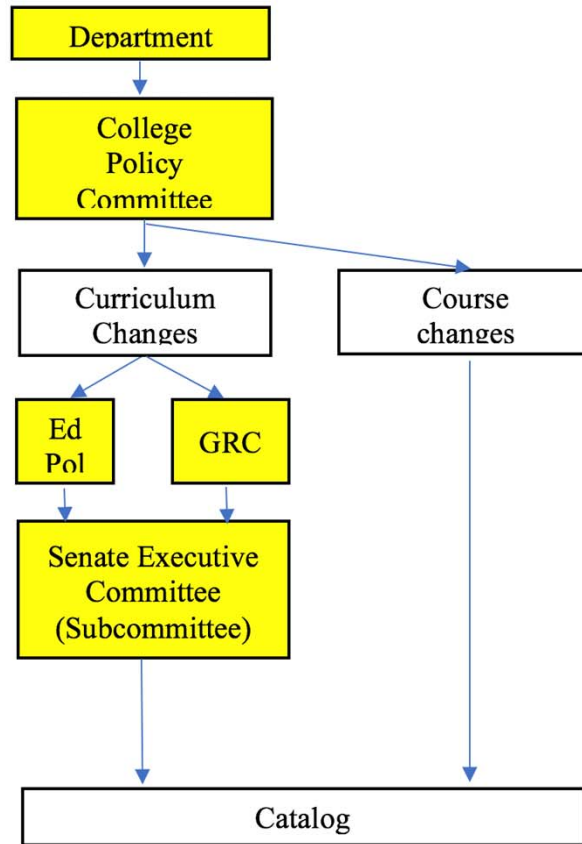 Department
College
Policy
Committee
Curriculum
Changes
Course
changes
Ed
Pol
GRC
Senate Executive
Committee
(Subcommittee)
Catalog